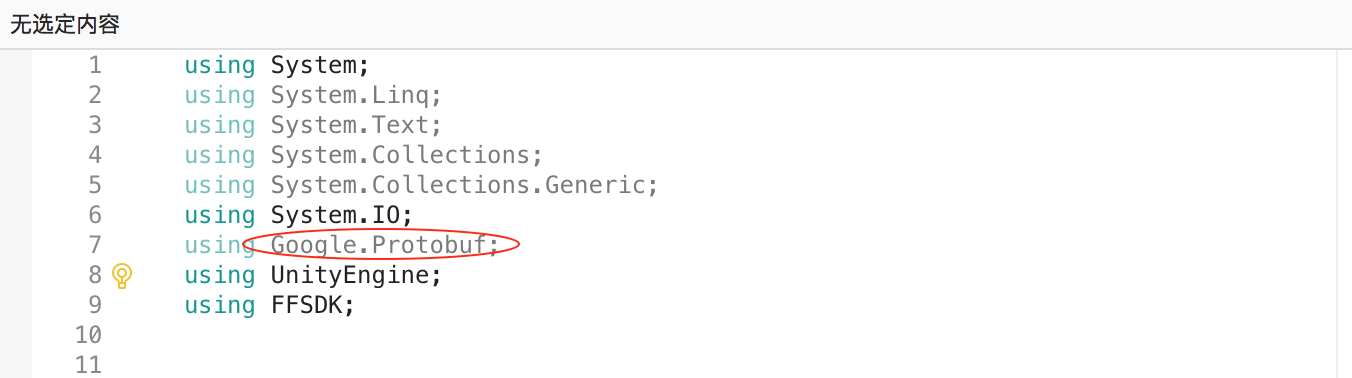 无选定内容
1 using System;
2 using System.Linq;
3 using System.Text;
4 using System.Collections;
5 using System.Collections.Generic;
6 using System.IO;
7 using Google.Protobuf;
8 using UnityEngine;
9 using FFSDK;
10
11